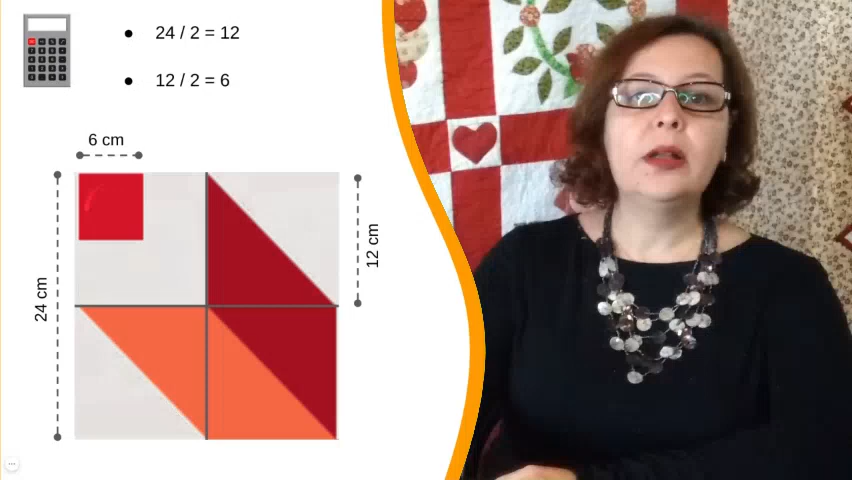 24 / 2 = 12
12 / 2 = 6
6 cm
12 cm
24 cm